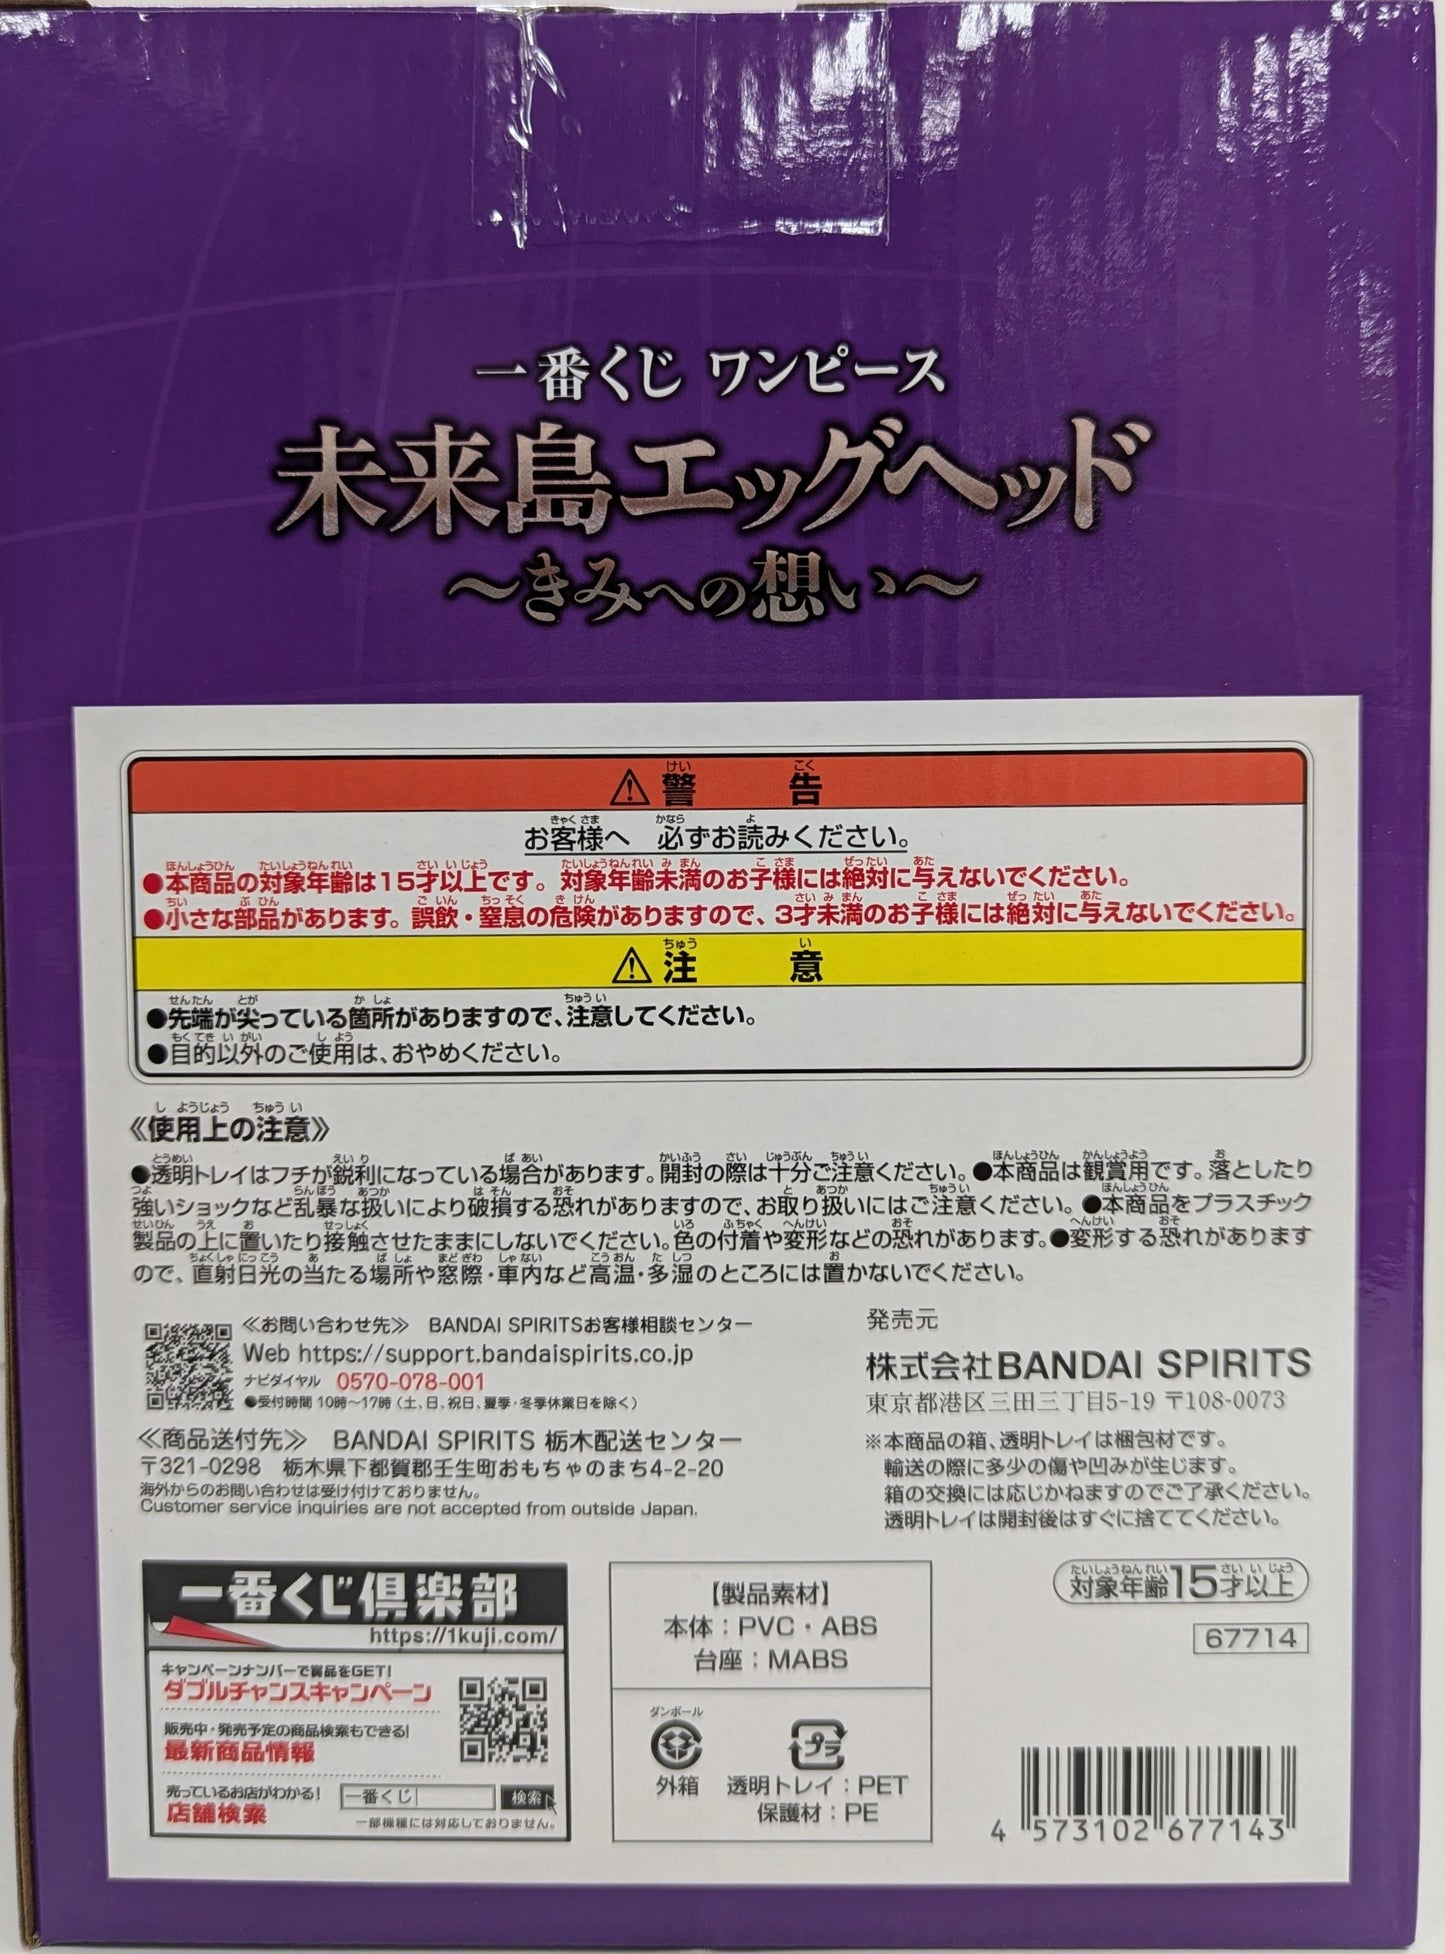 一番くじ ワンピース
未来島エッグヘッド
〜きみへの想い〜
⚠警告
お客様へ 必ずお読みください。
●本商品の対象年齢は15才以上です。対象年齢未満のお子様には絶対に与えないでください。
●小さな部品があります。誤飲・窒息の危険がありますので、3才未満のお子様には絶対に与えないでください。
⚠注意
●先端が尖っている箇所がありますので、注意してください。
●目的以外のご使用は、おやめください。
《使用上の注意》
●透明トレイはフチが鋭利になっている場合があります。開封の際は十分ご注意ください。●本商品は観賞用です。落としたり
強いショックなど乱暴な扱いにより破損する恐れがありますので、お取り扱いにはご注意ください。●本商品をプラスチック
製品の上に置いたり接触させたままにしないでください。色の付着や変形などの恐れがあります。●変形する恐れがあります
ので、直射日光の当たる場所や窓際・車内など高温・多湿のところには置かないでください。
≪お問い合わせ先≫ BANDAI SPIRITSお客様相談センター
Web https://support.bandaispirits.co.jp
ナビダイヤル 0570-078-001
●受付時間 10時〜17時（土、日、祝日、夏季・冬季休業日を除く）
≪商品送付先≫ BANDAI SPIRITS 栃木配送センター
〒321-0298 栃木県下都賀郡壬生町おもちゃのまち4-2-20
海外からのお問い合わせは受け付けておりません。
Customer service inquiries are not accepted from outside Japan.
発売元
株式会社BANDAI SPIRITS
東京都港区三田三丁目5-19 〒108-0073
※本商品の箱、透明トレイは梱包材です。
輸送の際に多少の傷や凹みが生じます。
箱の交換には応じかねますのでご了承ください。
透明トレイは開封後はすぐに捨ててください。
一番くじ倶楽部
https://1kuji.com/
キャンペーンナンバーで賞品をGET!
ダブルチャンスキャンペーン
販売中・発売予定の商品検索もできる!
最新商品情報
売っているお店がわかる!
店舗検索
一番くじ 検索
一部機種には対応しておりません。
【製品素材】
本体：PVC・ABS
台座：MABS
ダンボール
外箱
プラ
透明トレイ：PET
保護材：PE
対象年齢15才以上
67714
4 573102 677143